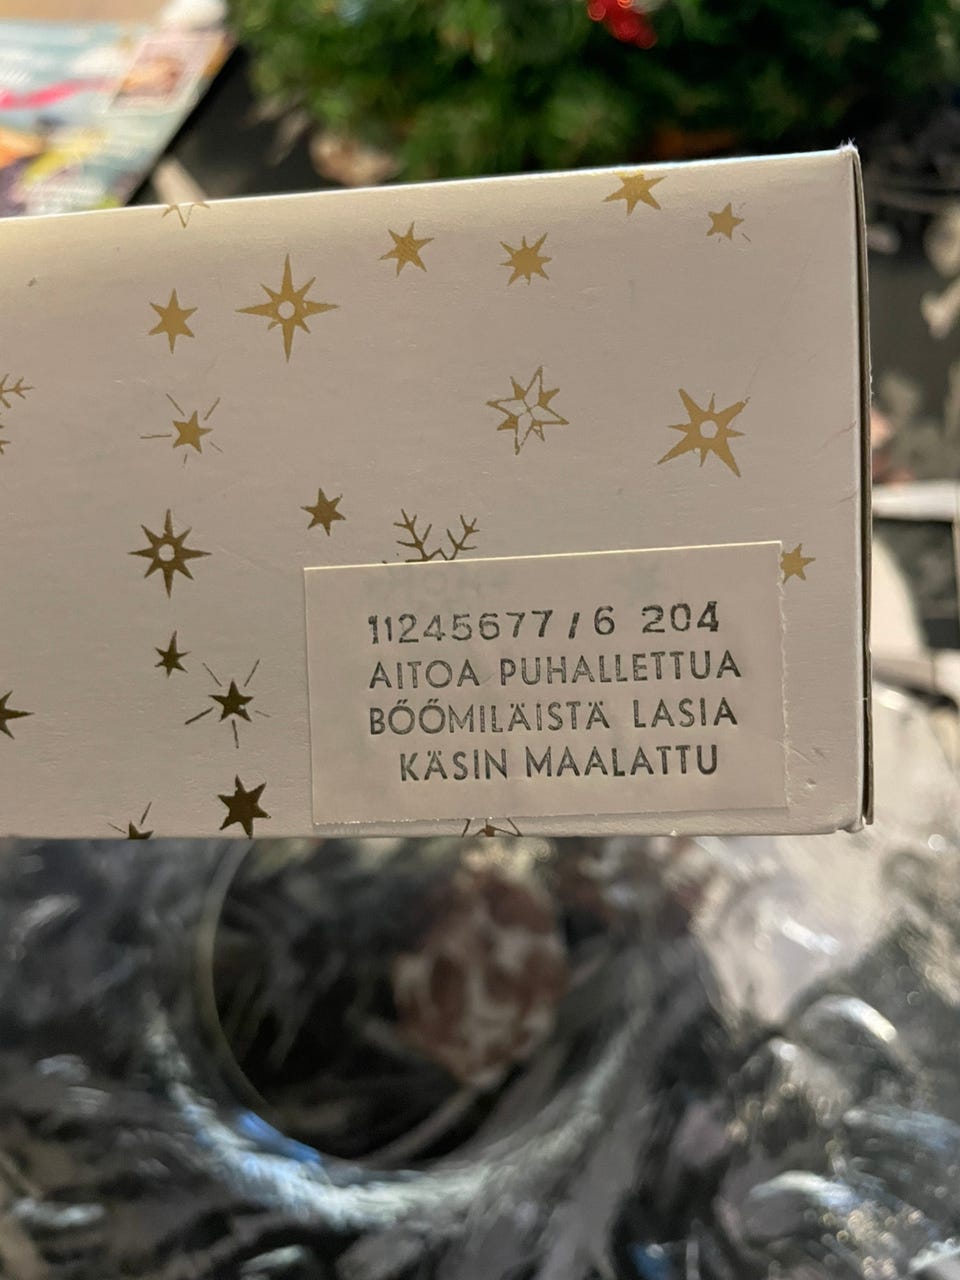 11245677/6 204
AITOA PUHALLETTUA
BŐŐMILÄISTÄ LASIA
KÄSIN MAALATTU